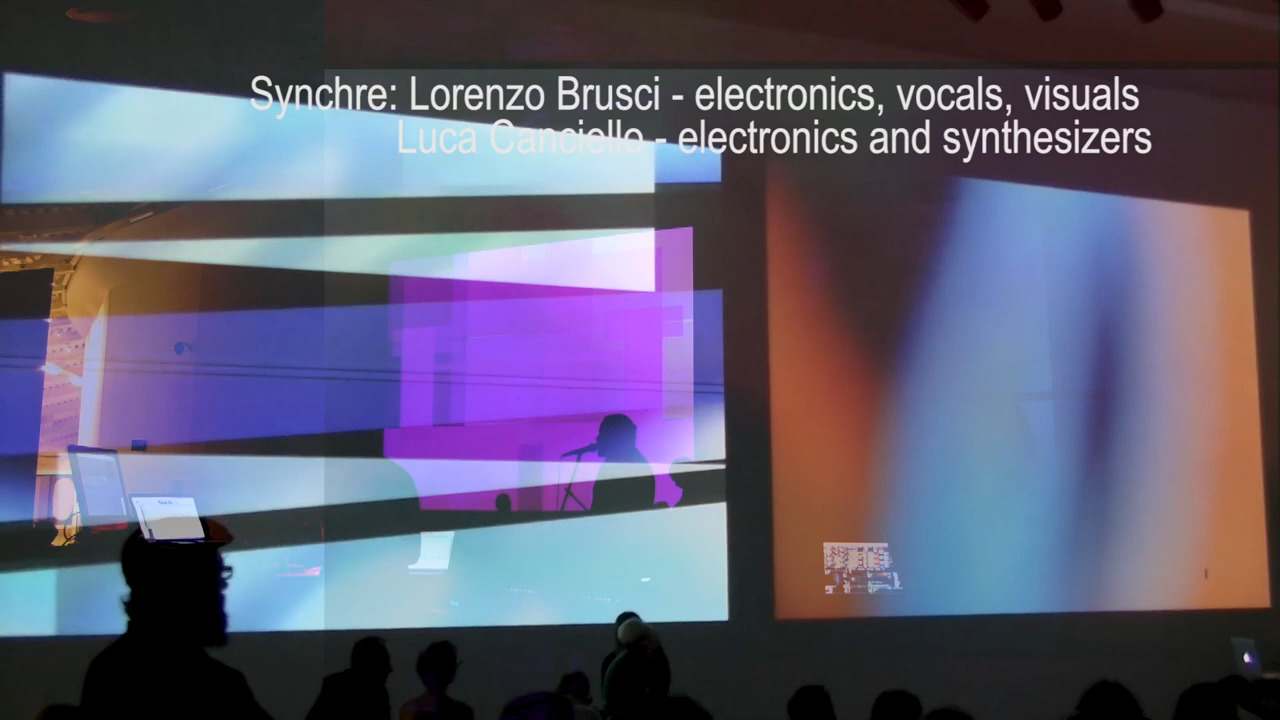 Synchre: Lorenzo Brusci - electronics, vocals, visuals
Luca Canciello - electronics and synthesizers